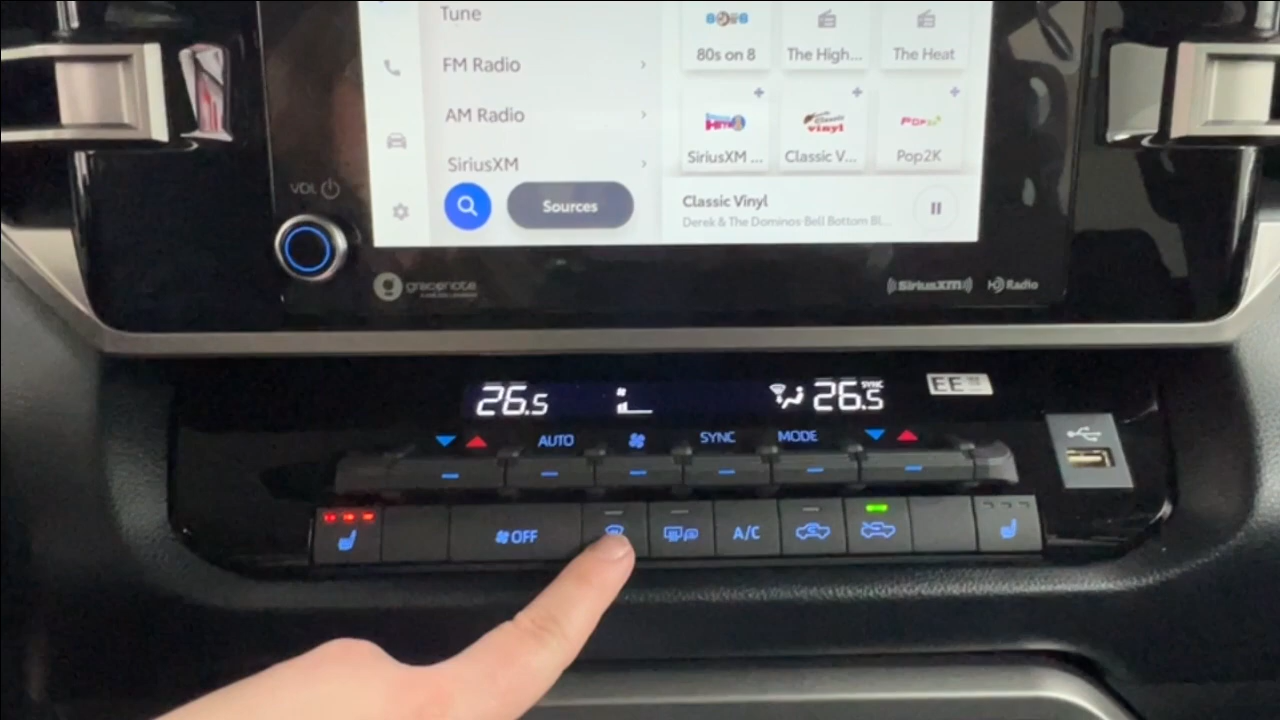 Tune
FM Radio
AM Radio
SiriusXM
Sources
80s on 8
The High...
The Heat
SiriusXM ...
Classic V...
Pop2K
Classic Vinyl
Derek & The Dominos-Bell Bottom Bl...
VOL
gracenote
SiriusXM
HD Radio
26.5
SYNC
26.5
EE
AUTO
SYNC
MODE
OFF
A/C